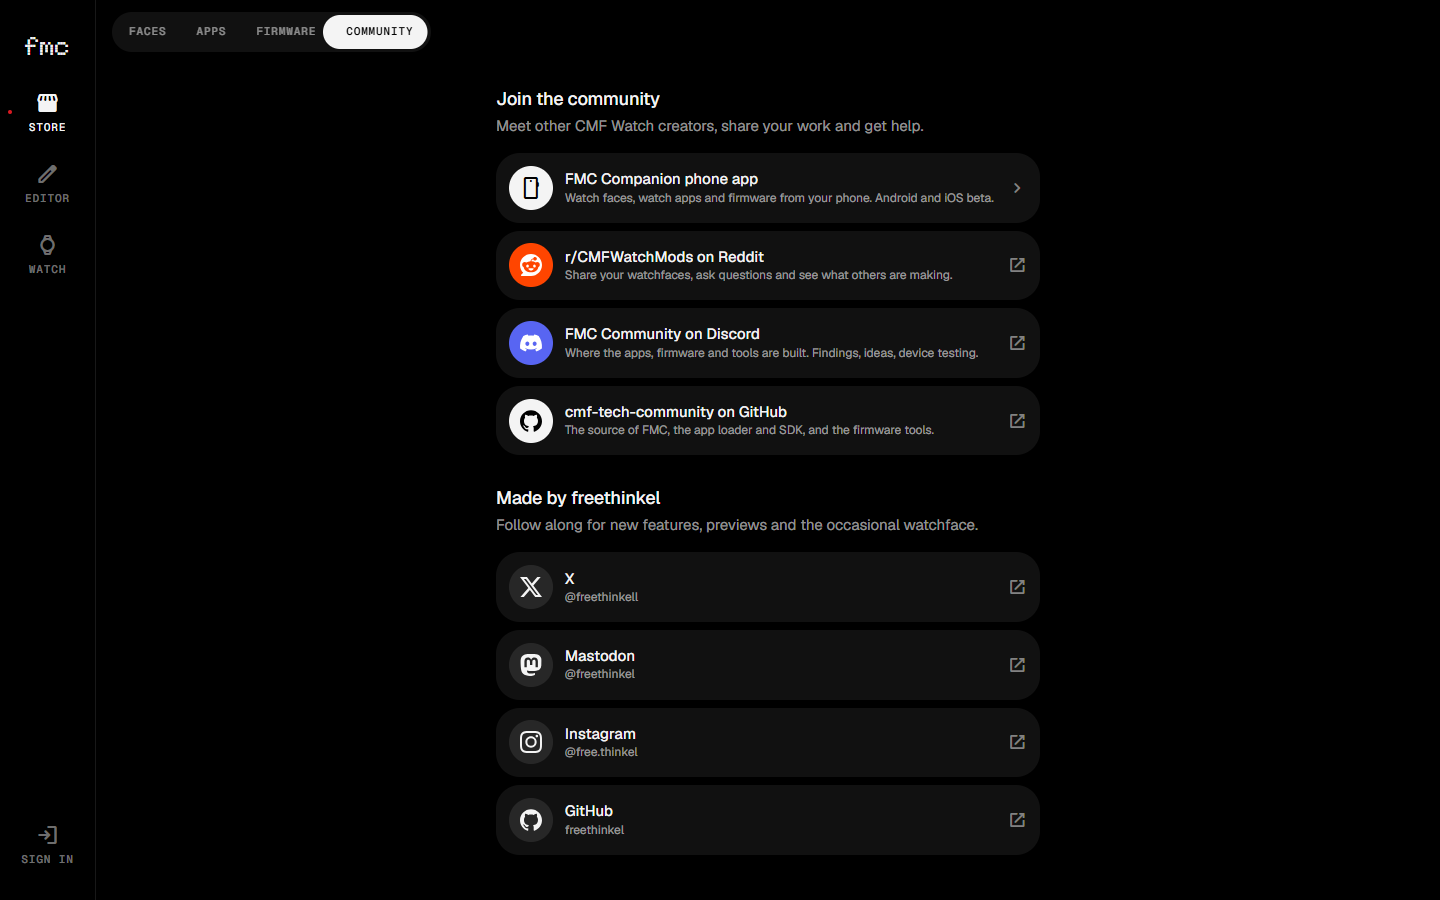 fmc
STORE
EDITOR
WATCH
SIGN IN
FACES APPS FIRMWARE COMMUNITY
Join the community
Meet other CMF Watch creators, share your work and get help.
FMC Companion phone app
Watch faces, watch apps and firmware from your phone. Android and iOS beta.
r/CMFWatchMods on Reddit
Share your watchfaces, ask questions and see what others are making.
FMC Community on Discord
Where the apps, firmware and tools are built. Findings, ideas, device testing.
cmf-tech-community on GitHub
The source of FMC, the app loader and SDK, and the firmware tools.
Made by freethinkel
Follow along for new features, previews and the occasional watchface.
X
@freethinkell
Mastodon
@freethinkel
Instagram
@free.thinkel
GitHub
freethinkel